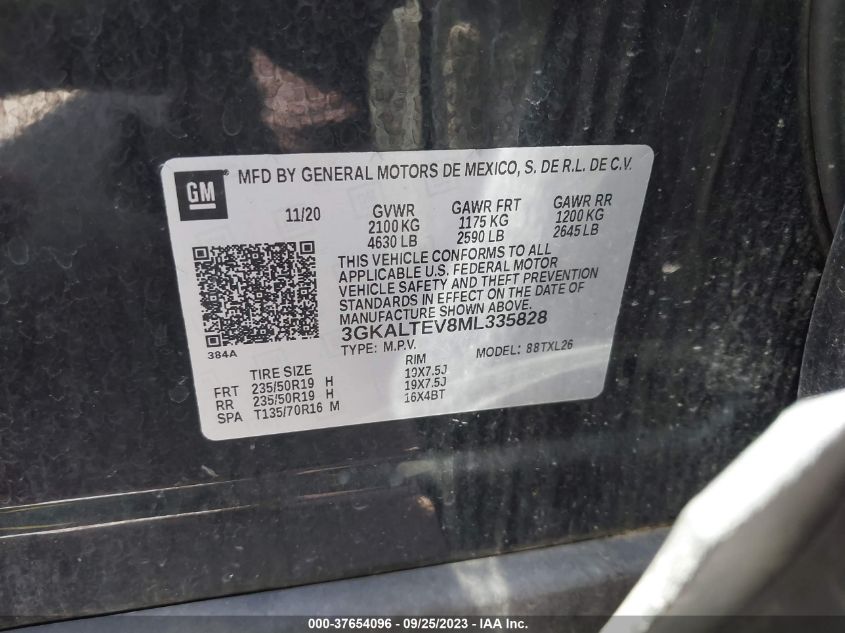 GM MFD BY GENERAL MOTORS DE MEXICO, S. DE R.L. DE C.V.
11/20 GVWR GAWR FRT GAWR RR
2100 KG 1175 KG 1200 KG
4630 LB 2590 LB 2645 LB
THIS VEHICLE CONFORMS TO ALL
APPLICABLE U.S. FEDERAL MOTOR
VEHICLE SAFETY AND THEFT PREVENTION
STANDARDS IN EFFECT ON THE DATE OF
MANUFACTURE SHOWN ABOVE.
3GKALTEV8ML335828
384A TYPE: M.P.V. MODEL: 88TXL26
TIRE SIZE RIM
FRT 235/50R19 H 19X7.5J
RR 235/50R19 H 19X7.5J
SPA T135/70R16 M 16X4BT
000-37654096 - 09/25/2023 - IAA Inc.